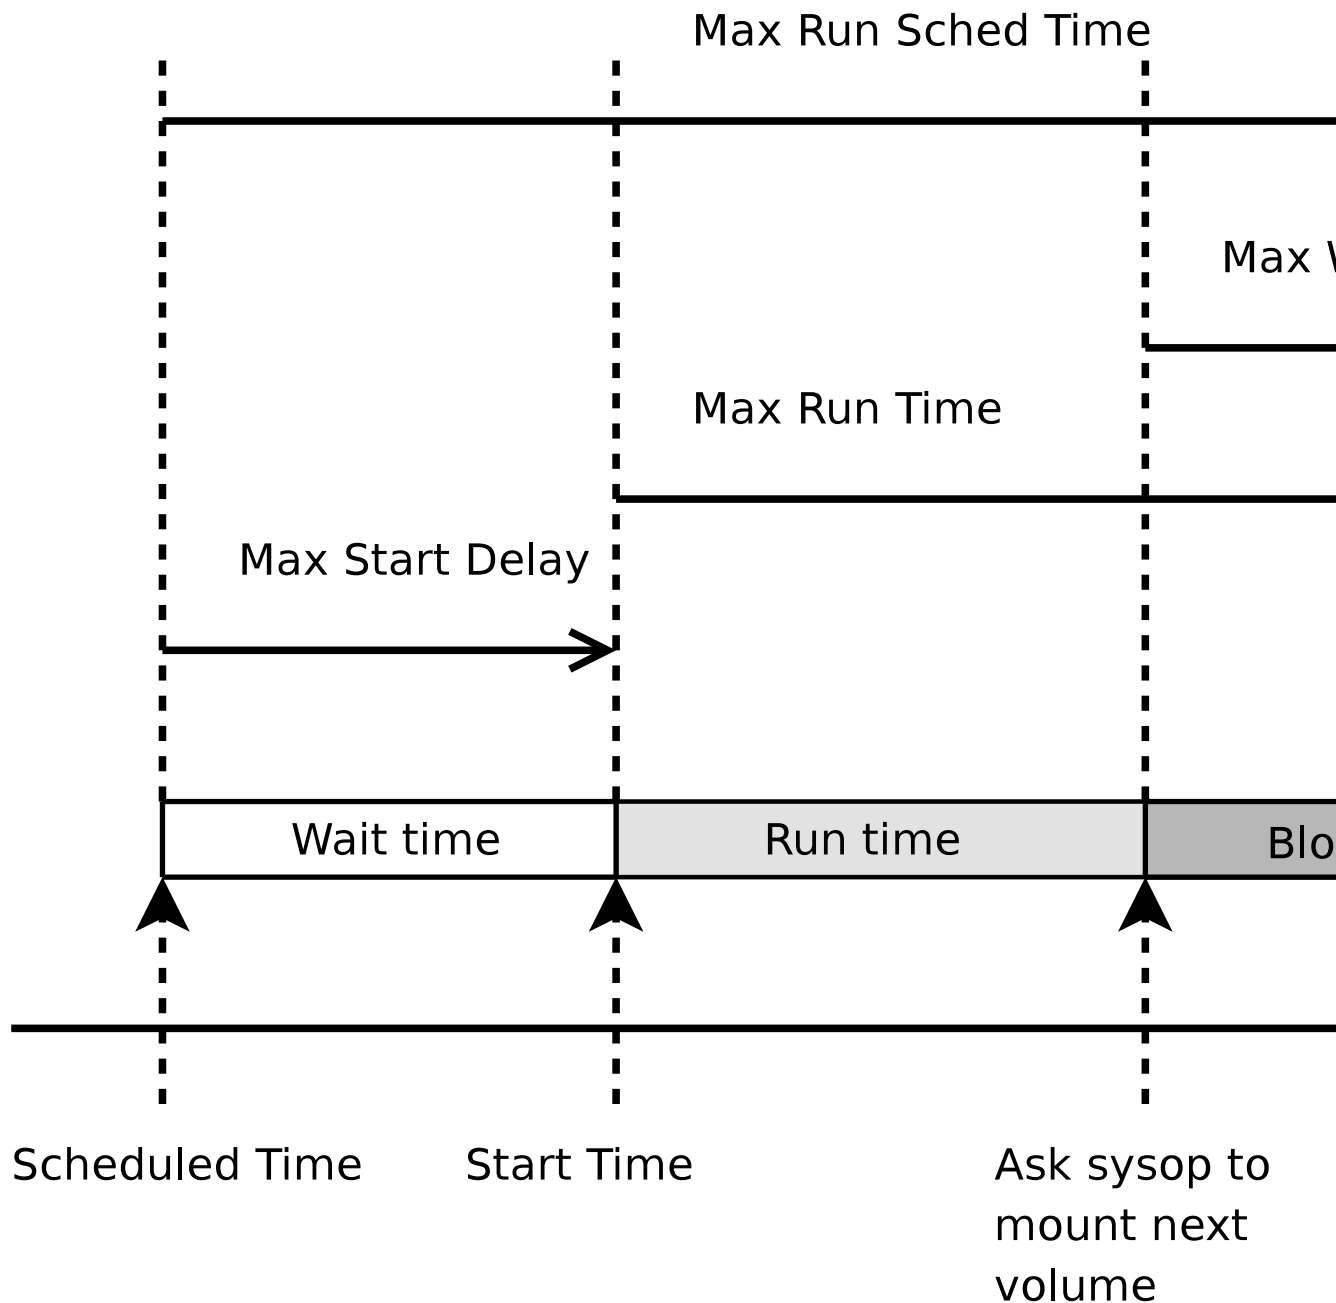 Max Run Sched Time
Max
Max Run Time
Max Start Delay
Wait time
Run time
Scheduled Time
Start Time
Ask sysop to
mount next
volume